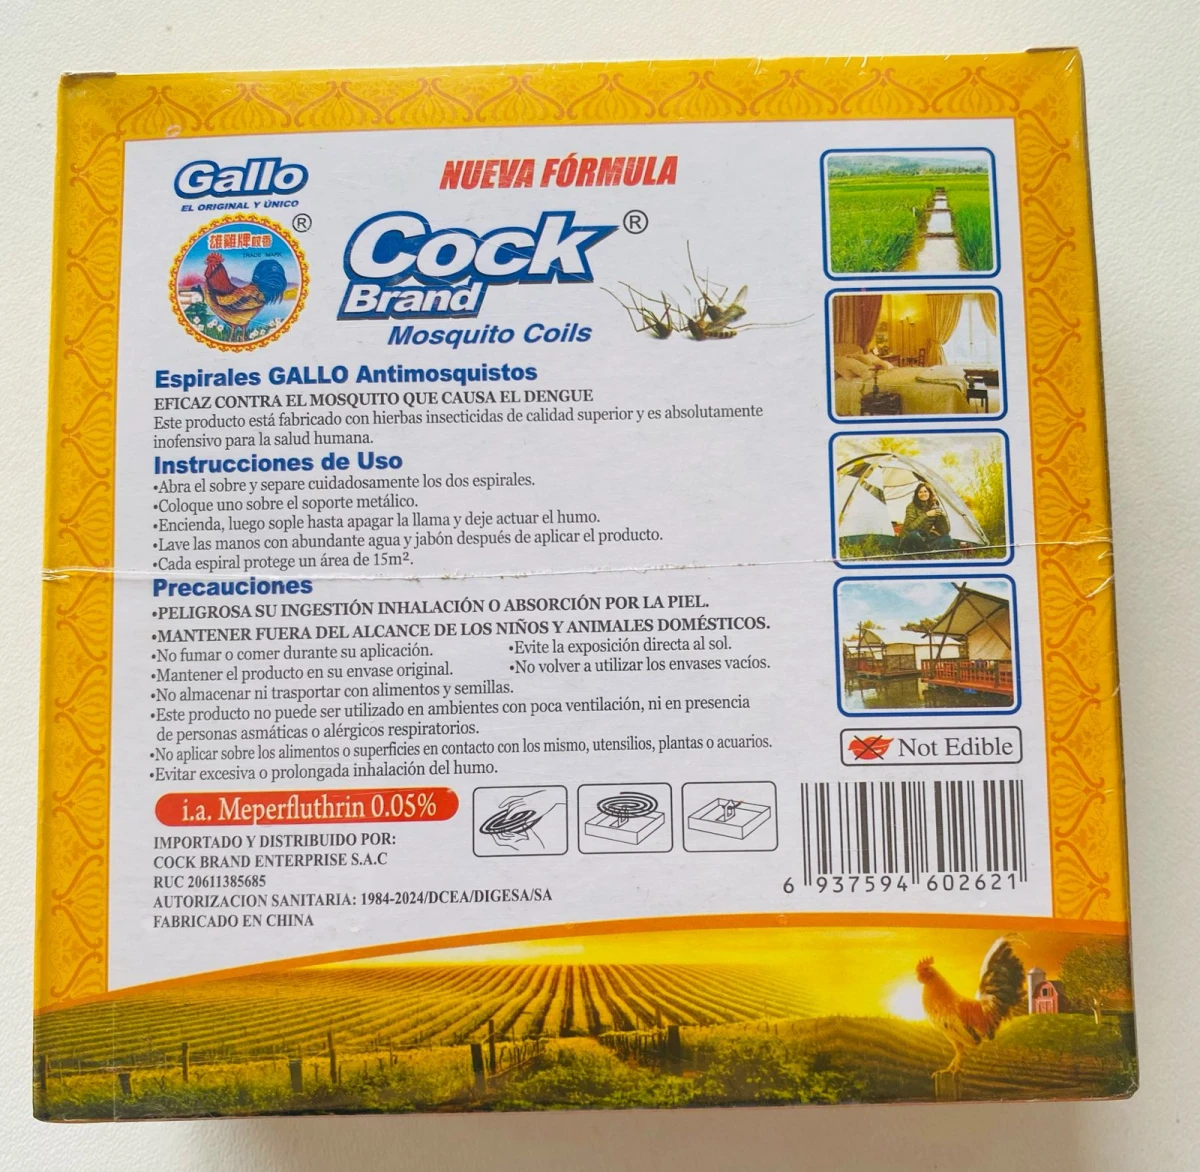 Gallo
EL ORIGINAL Y ÚNICO
®
雄雞牌蚊香
TRADE MARK
NUEVA FÓRMULA
Cock ®
Brand
Mosquito Coils
Espirales GALLO Antimosquistos
EFICAZ CONTRA EL MOSQUITO QUE CAUSA EL DENGUE
Este producto está fabricado con hierbas insecticidas de calidad superior y es absolutamente
inofensivo para la salud humana.
Instrucciones de Uso
•Abra el sobre y separe cuidadosamente los dos espirales.
•Coloque uno sobre el soporte metálico.
•Encienda, luego sople hasta apagar la llama y deje actuar el humo.
•Lave las manos con abundante agua y jabón después de aplicar el producto.
•Cada espiral protege un área de 15m².
Precauciones
•PELIGROSA SU INGESTIÓN INHALACIÓN O ABSORCIÓN POR LA PIEL.
•MANTENER FUERA DEL ALCANCE DE LOS NIÑOS Y ANIMALES DOMÉSTICOS.
•No fumar o comer durante su aplicación. •Evite la exposición directa al sol.
•Mantener el producto en su envase original. •No volver a utilizar los envases vacíos.
•No almacenar ni trasportar con alimentos y semillas.
•Este producto no puede ser utilizado en ambientes con poca ventilación, ni en presencia
de personas asmáticas o alérgicos respiratorios.
•No aplicar sobre los alimentos o superficies en contacto con los mismo, utensilios, plantas o acuarios.
•Evitar excesiva o prolongada inhalación del humo.
Not Edible
i.a. Meperfluthrin 0.05%
IMPORTADO Y DISTRIBUIDO POR:
COCK BRAND ENTERPRISE S.A.C
RUC 20611385685
AUTORIZACION SANITARIA: 1984-2024/DCEA/DIGESA/SA
FABRICADO EN CHINA
6 937594 602621